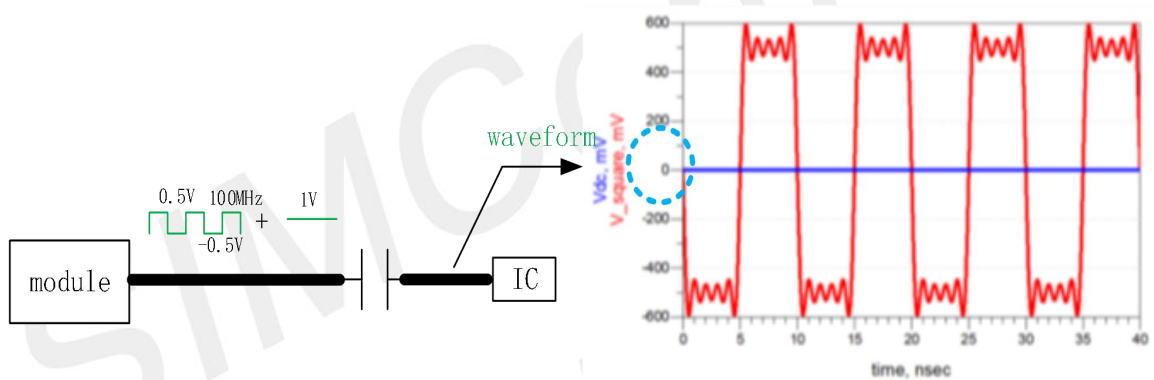 waveform
0.5V 100MHz
+
1V
-0.5V
module
IC
Vdc, mV
V_square, mV
600
400
200
0
-200
-400
-600
0 5 10 15 20 25 30 35 40
time, nsec